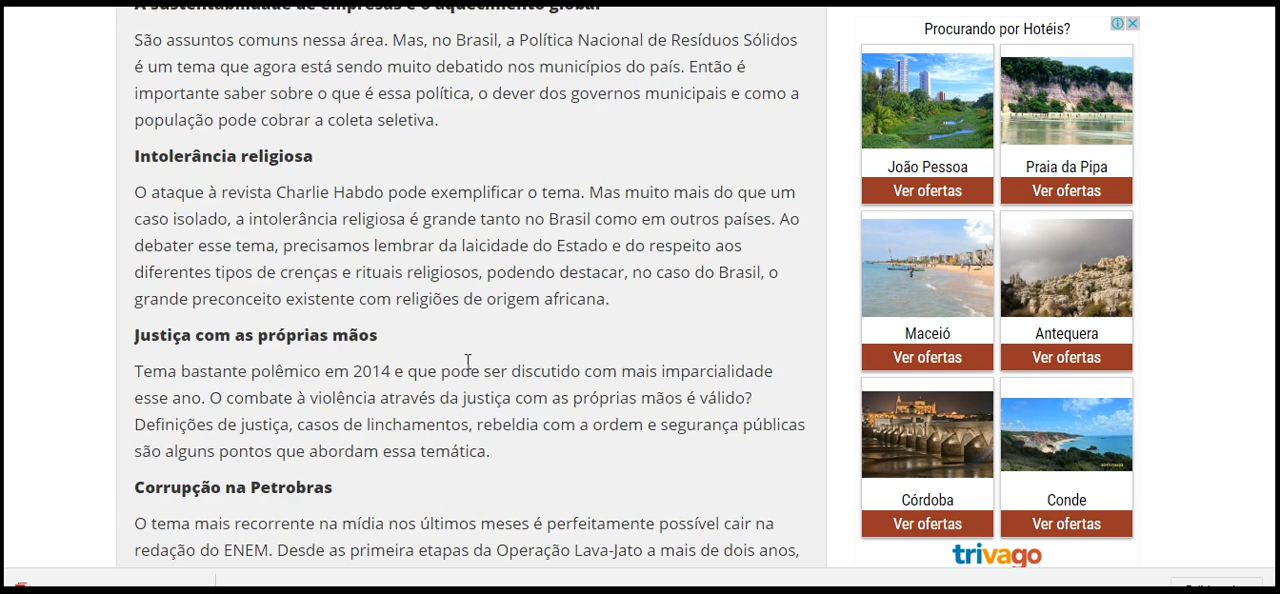 A sustentabilidade de empresas e o aquecimento global
São assuntos comuns nessa área. Mas, no Brasil, a Política Nacional de Resíduos Sólidos
é um tema que agora está sendo muito debatido nos municípios do país. Então é
importante saber sobre o que é essa política, o dever dos governos municipais e como a
população pode cobrar a coleta seletiva.
Intolerância religiosa
O ataque à revista Charlie Habdo pode exemplificar o tema. Mas muito mais do que um
caso isolado, a intolerância religiosa é grande tanto no Brasil como em outros países. Ao
debater esse tema, precisamos lembrar da laicidade do Estado e do respeito aos
diferentes tipos de crenças e rituais religiosos, podendo destacar, no caso do Brasil, o
grande preconceito existente com religiões de origem africana.
Justiça com as próprias mãos
Tema bastante polêmico em 2014 e que pode ser discutido com mais imparcialidade
esse ano. O combate à violência através da justiça com as próprias mãos é válido?
Definições de justiça, casos de linchamentos, rebeldia com a ordem e segurança públicas
são alguns pontos que abordam essa temática.
Corrupção na Petrobras
O tema mais recorrente na mídia nos últimos meses é perfeitamente possível cair na
redação do ENEM. Desde as primeira etapas da Operação Lava-Jato a mais de dois anos,
Procurando por Hotéis?
João Pessoa
Ver ofertas
Praia da Pipa
Ver ofertas
Maceió
Ver ofertas
Antequera
Ver ofertas
Córdoba
Ver ofertas
Conde
Ver ofertas
trivago